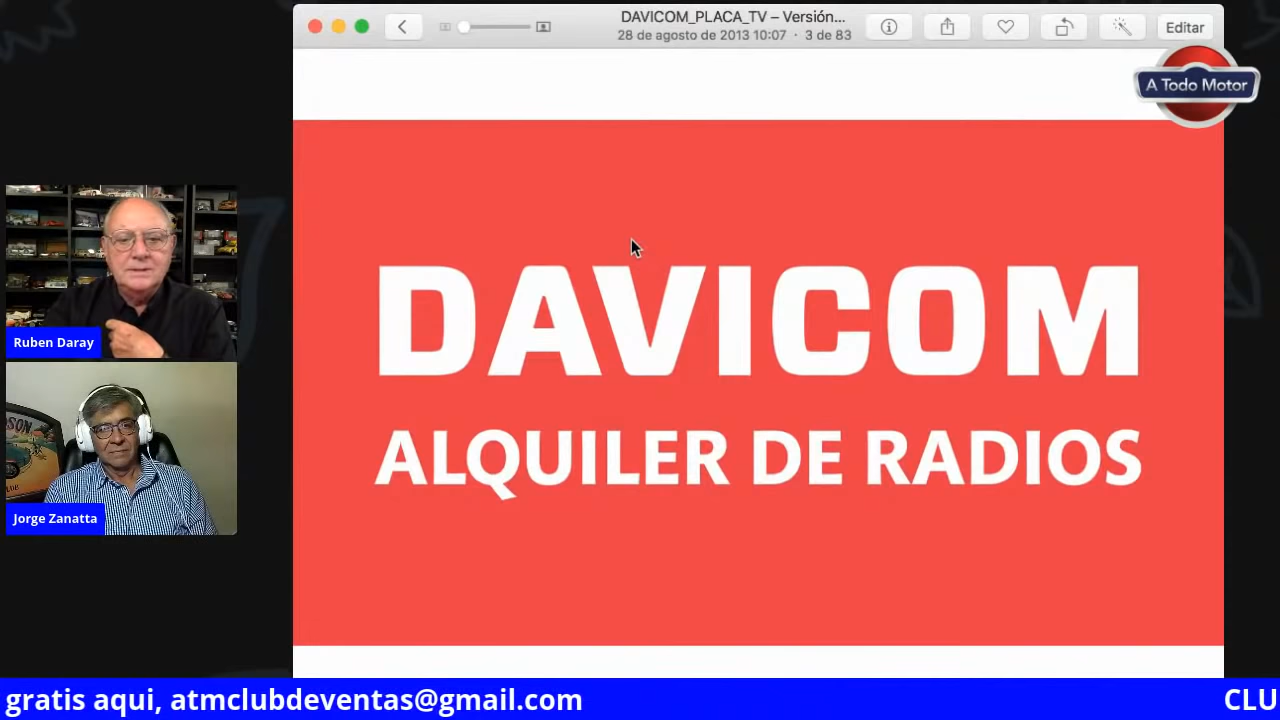 DAVICOM_PLACA_TV – Versión...
28 de agosto de 2013 10:07 · 3 de 83
Editar
A Todo Motor
DAVICOM
ALQUILER DE RADIOS
Ruben Daray
SON
Jorge Zanatta
gratis aqui, atmclubdeventas@gmail.com
CLU